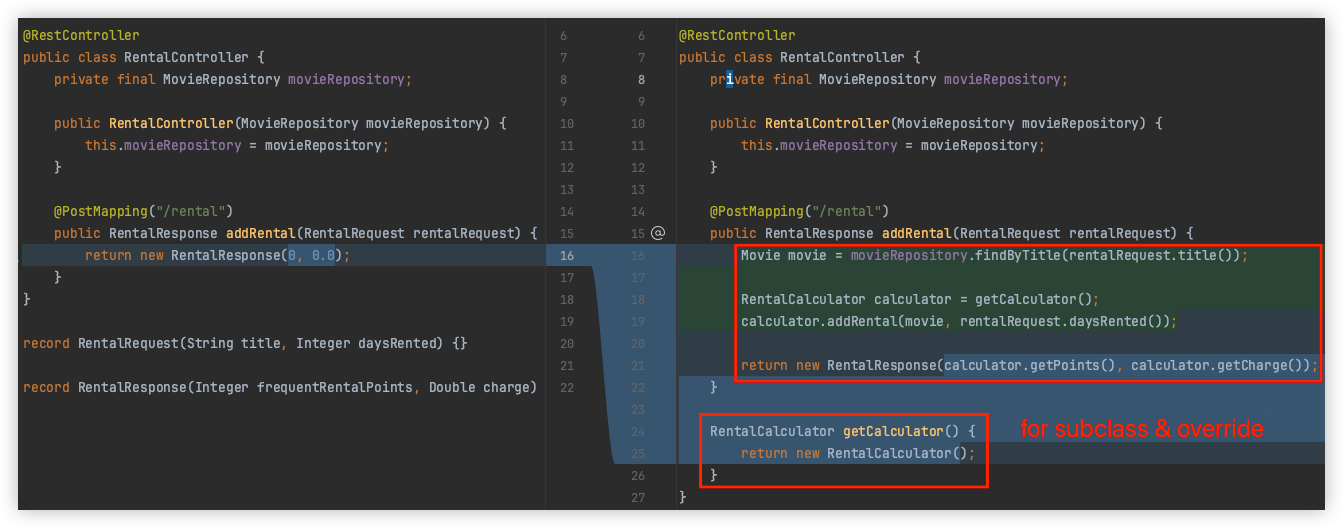 @RestController
public class RentalController {
    private final MovieRepository movieRepository;

    public RentalController(MovieRepository movieRepository) {
        this.movieRepository = movieRepository;
    }

    @PostMapping("/rental")
    public RentalResponse addRental(RentalRequest rentalRequest) {
        return new RentalResponse(0, 0.0);
    }
}

record RentalRequest(String title, Integer daysRented) {}

record RentalResponse(Integer frequentRentalPoints, Double charge)
6
7
8
9
10
11
12
13
14
15
16
17
18
19
20
21
22
6
7
8
9
10
11
12
13
14
15 @
16
17
18
19
20
21
22
23
24
25
26
27
@RestController
public class RentalController {
    private final MovieRepository movieRepository;

    public RentalController(MovieRepository movieRepository) {
        this.movieRepository = movieRepository;
    }

    @PostMapping("/rental")
    public RentalResponse addRental(RentalRequest rentalRequest) {
        Movie movie = movieRepository.findByTitle(rentalRequest.title());

        RentalCalculator calculator = getCalculator();
        calculator.addRental(movie, rentalRequest.daysRented());

        return new RentalResponse(calculator.getPoints(), calculator.getCharge());
    }

    RentalCalculator getCalculator() {
        return new RentalCalculator();
    }
}
for subclass & override